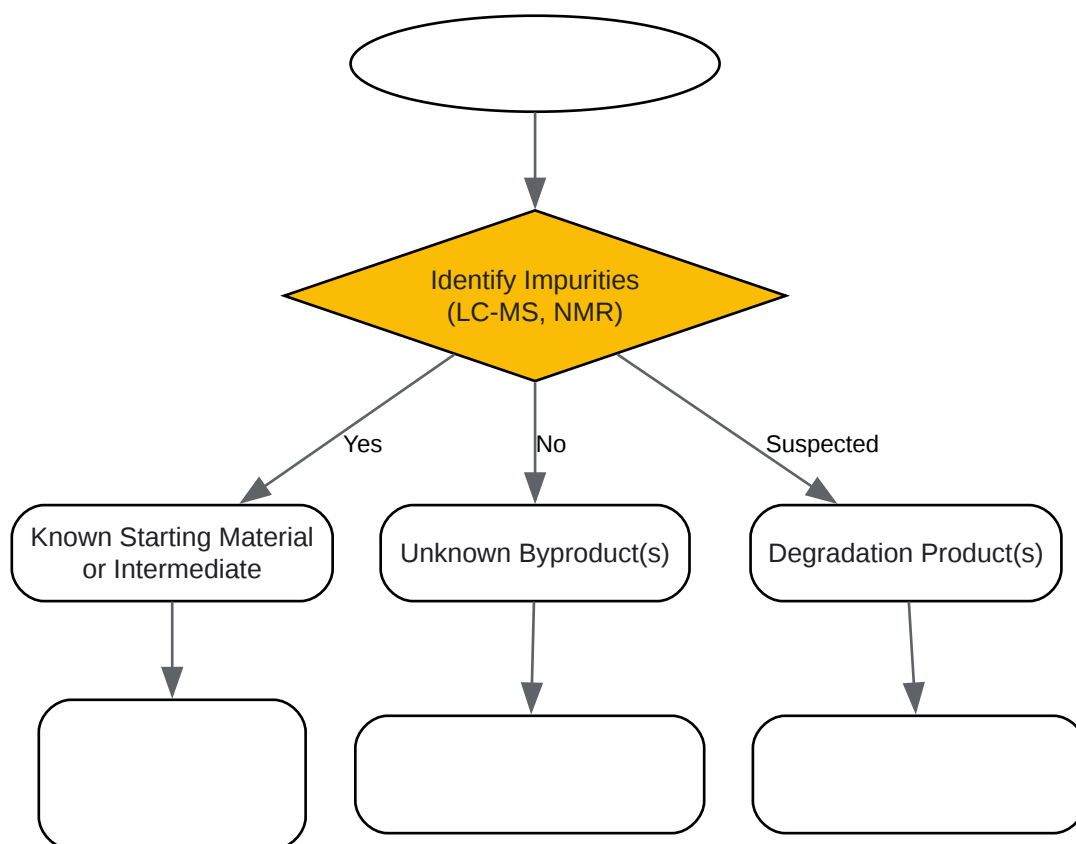 Identify Impurities
(LC-MS, NMR)
Yes
No
Suspected
Known Starting Material
or Intermediate
Unknown Byproduct(s)
Degradation Product(s)